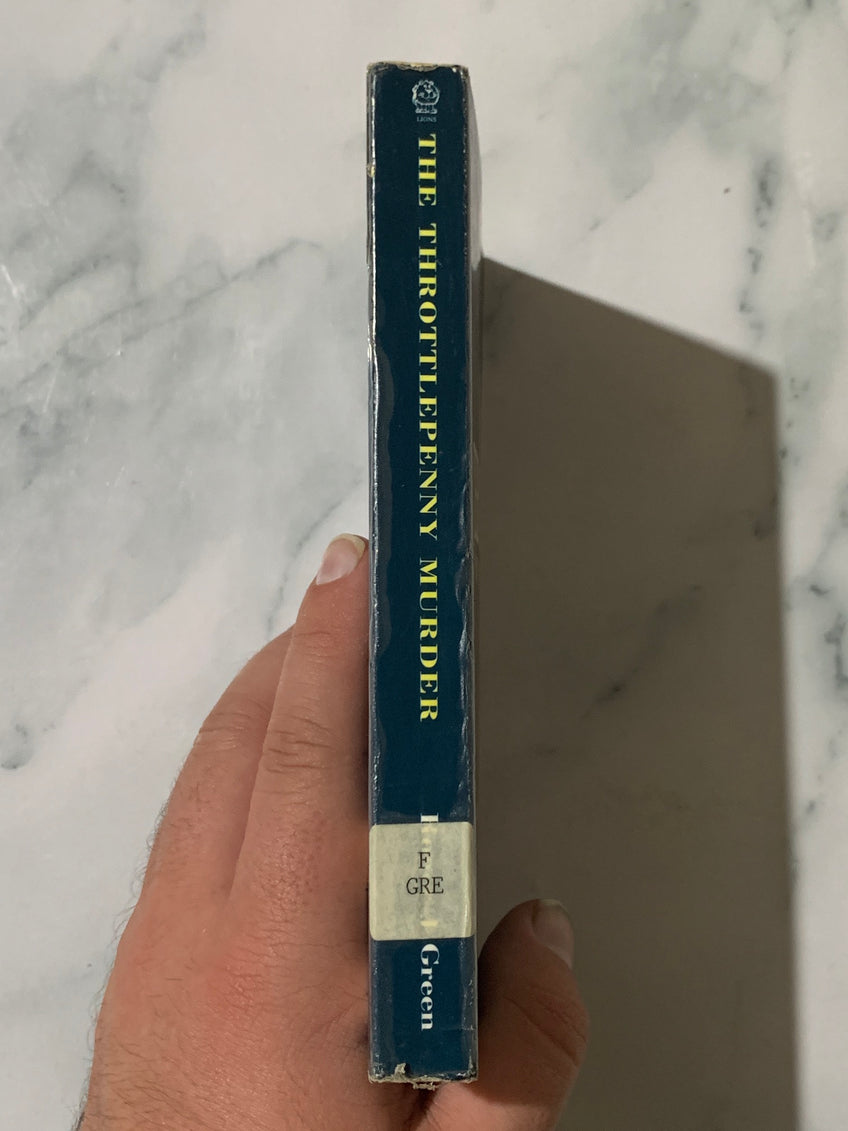 LIONS
THE THROTTLEPENNY MURDER
Green
F
GRE